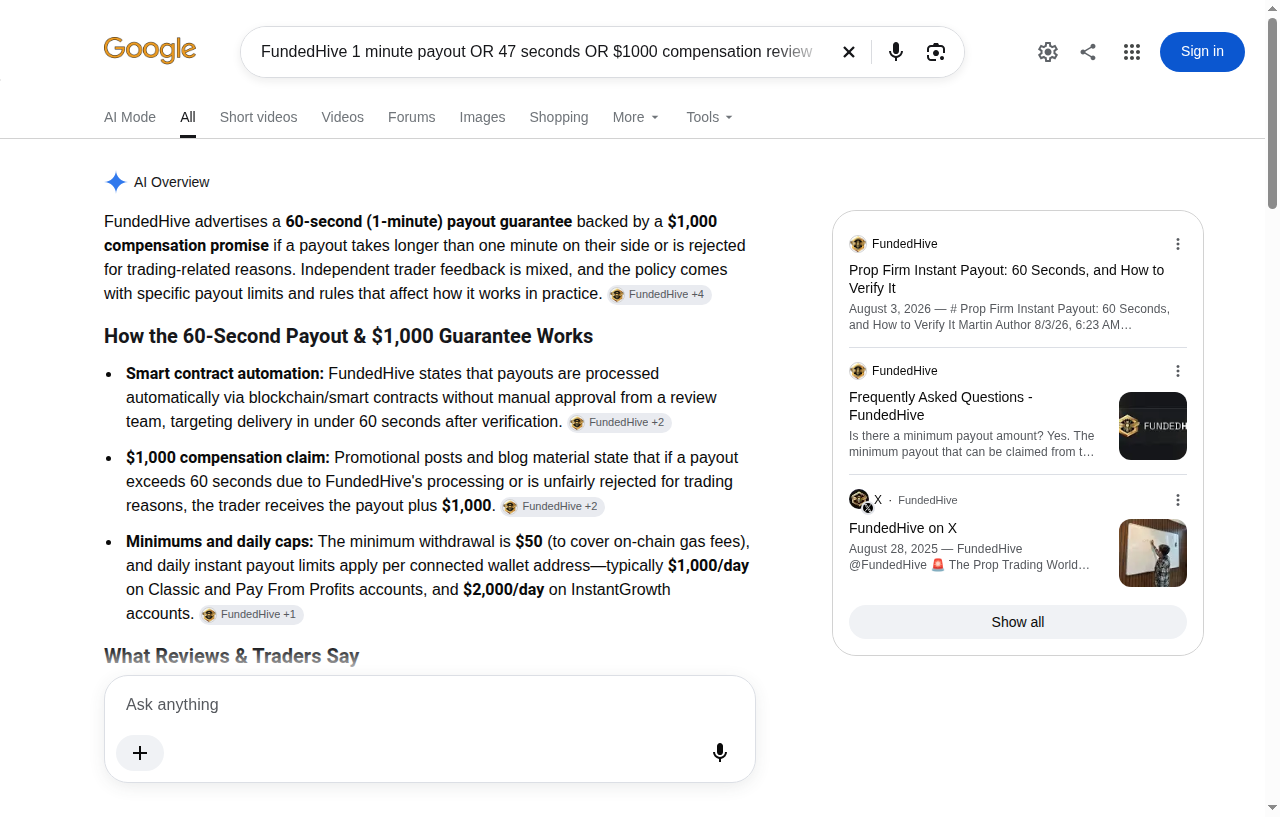 Google
FundedHive 1 minute payout OR 47 seconds OR $1000 compensation review
Sign in
AI Mode
All
Short videos
Videos
Forums
Images
Shopping
More
Tools
AI Overview
FundedHive advertises a 60-second (1-minute) payout guarantee backed by a $1,000
compensation promise if a payout takes longer than one minute on their side or is rejected
for trading-related reasons. Independent trader feedback is mixed, and the policy comes
with specific payout limits and rules that affect how it works in practice. FundedHive +4
How the 60-Second Payout & $1,000 Guarantee Works
• Smart contract automation: FundedHive states that payouts are processed
automatically via blockchain/smart contracts without manual approval from a review
team, targeting delivery in under 60 seconds after verification. FundedHive +2
• $1,000 compensation claim: Promotional posts and blog material state that if a payout
exceeds 60 seconds due to FundedHive's processing or is unfairly rejected for trading
reasons, the trader receives the payout plus $1,000. FundedHive +2
• Minimums and daily caps: The minimum withdrawal is $50 (to cover on-chain gas fees),
and daily instant payout limits apply per connected wallet address—typically $1,000/day
on Classic and Pay From Profits accounts, and $2,000/day on InstantGrowth
accounts. FundedHive +1
What Reviews & Traders Say
Ask anything
FundedHive
Prop Firm Instant Payout: 60 Seconds, and How to
Verify It
August 3, 2026 — # Prop Firm Instant Payout: 60 Seconds,
and How to Verify It Martin Author 8/3/26, 6:23 AM…
FundedHive
Frequently Asked Questions -
FundedHive
Is there a minimum payout amount? Yes. The
minimum payout that can be claimed from t…
FUNDEDH
X · FundedHive
FundedHive on X
August 28, 2025 — FundedHive
@FundedHive 🚨 The Prop Trading World…
Show all